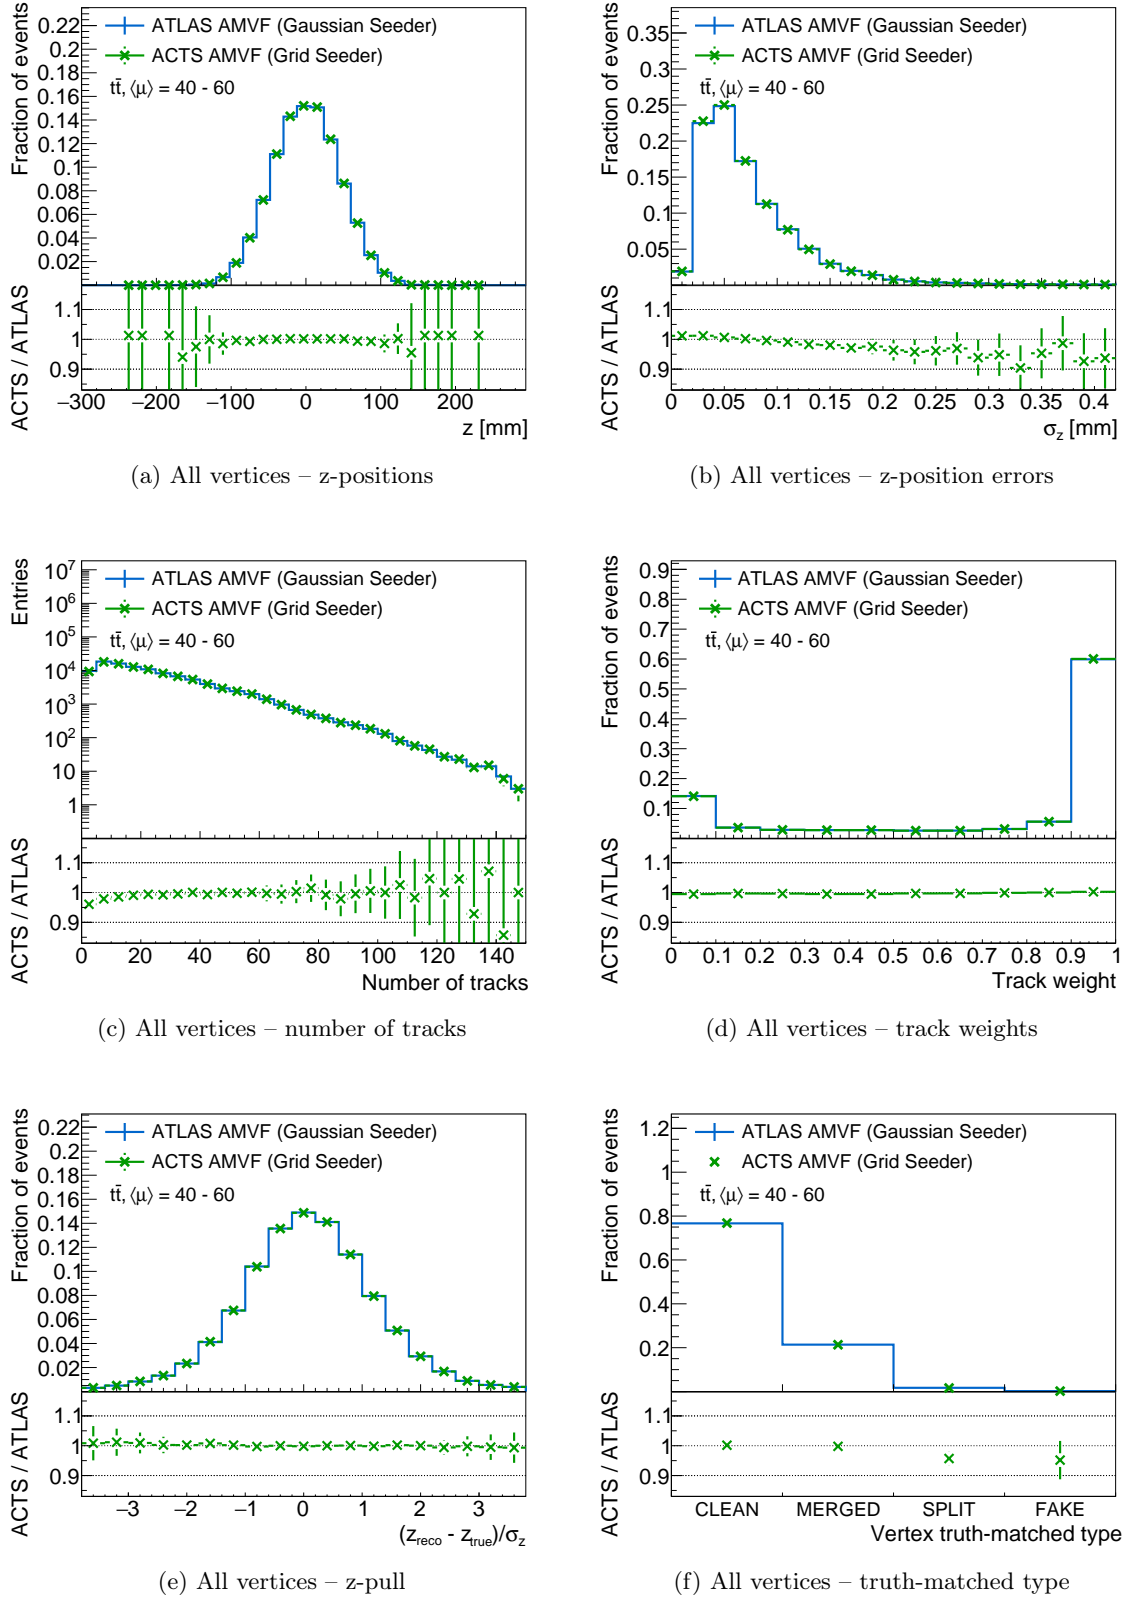 0.22
0.2
0.18
0.16
0.14
0.12
0.1
0.08
0.06
0.04
0.02
Fraction of events
ATLAS AMVF (Gaussian Seeder)
ACTS AMVF (Grid Seeder)
tt̄, ⟨μ⟩ = 40 - 60
1.1
1
0.9
ACTS / ATLAS
−300 −200 −100 0 100 200
z [mm]
(a) All vertices – z-positions
0.35
0.3
0.25
0.2
0.15
0.1
0.05
Fraction of events
ATLAS AMVF (Gaussian Seeder)
ACTS AMVF (Grid Seeder)
tt̄, ⟨μ⟩ = 40 - 60
1.1
1
0.9
ACTS / ATLAS
0 0.05 0.1 0.15 0.2 0.25 0.3 0.35 0.4
σz [mm]
(b) All vertices – z-position errors
10⁷
10⁶
10⁵
10⁴
10³
10²
10
1
Entries
ATLAS AMVF (Gaussian Seeder)
ACTS AMVF (Grid Seeder)
tt̄, ⟨μ⟩ = 40 - 60
1.1
1
0.9
ACTS / ATLAS
0 20 40 60 80 100 120 140
Number of tracks
(c) All vertices – number of tracks
0.9
0.8
0.7
0.6
0.5
0.4
0.3
0.2
0.1
Fraction of events
ATLAS AMVF (Gaussian Seeder)
ACTS AMVF (Grid Seeder)
tt̄, ⟨μ⟩ = 40 - 60
1.1
1
0.9
ACTS / ATLAS
0 0.1 0.2 0.3 0.4 0.5 0.6 0.7 0.8 0.9 1
Track weight
(d) All vertices – track weights
0.22
0.2
0.18
0.16
0.14
0.12
0.1
0.08
0.06
0.04
0.02
Fraction of events
ATLAS AMVF (Gaussian Seeder)
ACTS AMVF (Grid Seeder)
tt̄, ⟨μ⟩ = 40 - 60
1.1
1
0.9
ACTS / ATLAS
−3 −2 −1 0 1 2 3
(zreco - ztrue)/σz
(e) All vertices – z-pull
1.2
1
0.8
0.6
0.4
0.2
Fraction of events
ATLAS AMVF (Gaussian Seeder)
ACTS AMVF (Grid Seeder)
tt̄, ⟨μ⟩ = 40 - 60
1.1
1
0.9
ACTS / ATLAS
CLEAN MERGED SPLIT FAKE
Vertex truth-matched type
(f) All vertices – truth-matched type